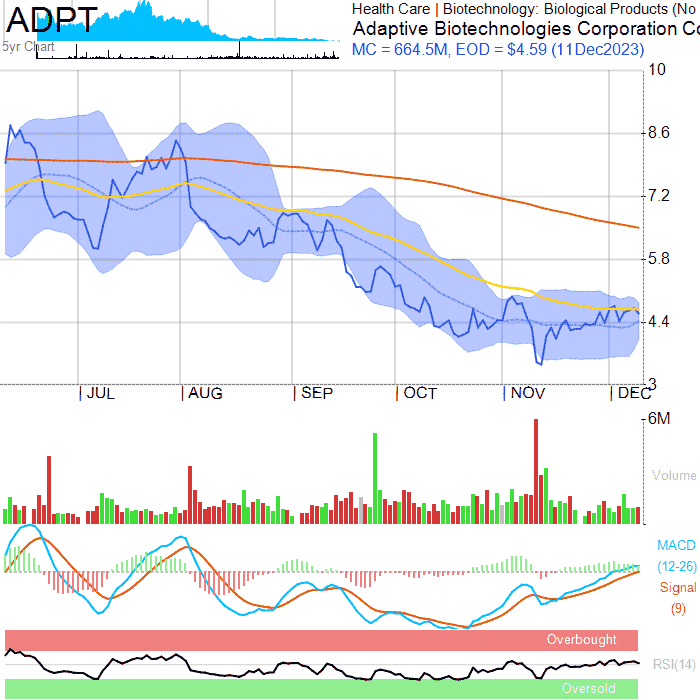 ADPT
5yr Chart
Health Care | Biotechnology: Biological Products (No
Adaptive Biotechnologies Corporation Co
MC = 664.5M, EOD = $4.59 (11Dec2023)
10
8.6
7.2
5.8
4.4
3
JUL AUG SEP OCT NOV DEC
6M
Volume
MACD
(12-26)
Signal
(9)
Overbought
RSI(14)
Oversold